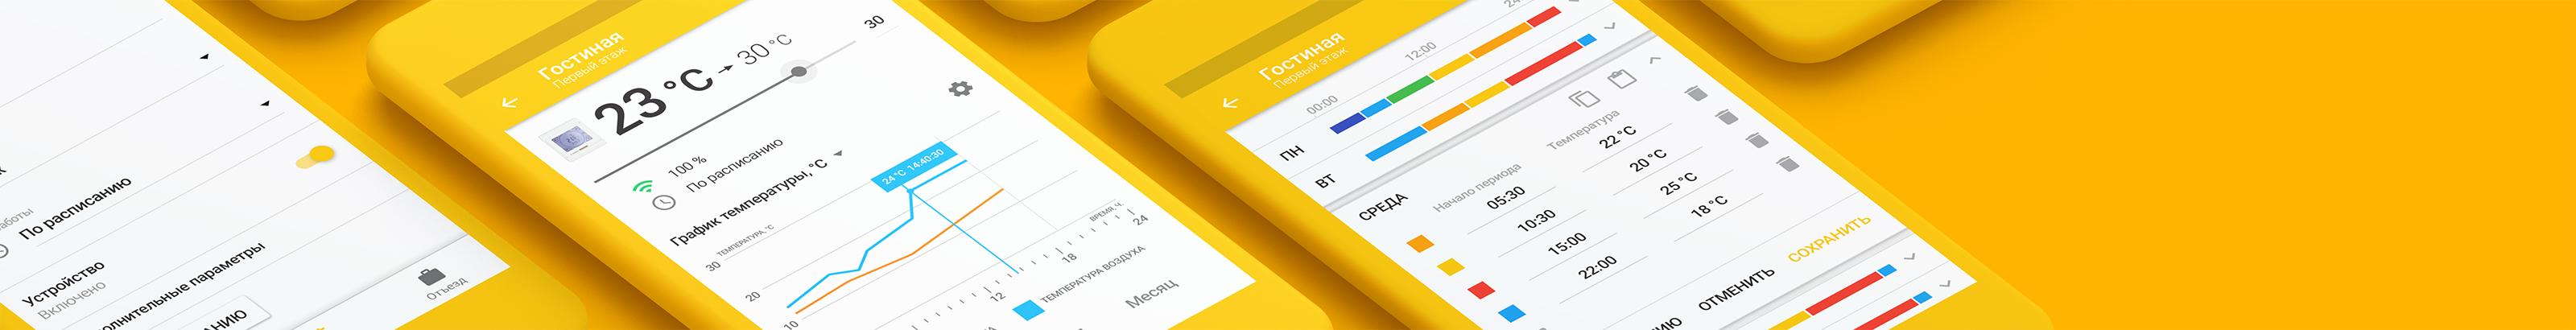 аботы
По расписанию
Устройство
Включено
олнительные параметры
АНИЮ
Отъезд
Гостиная
Первый этаж
23°C → 30°C
30
100 %
По расписанию
График температуры, °C
24 °C 14:40:30
ТЕМПЕРАТУРА, °C
30
20
10
ВРЕМЯ, Ч.
12
18
24
ТЕМПЕРАТУРА ВОЗДУХА
Месяц
Гостиная
Первый этаж
00:00
12:00
ПН
ВТ
СРЕДА
Начало периода
Температура
05:30
22 °C
10:30
20 °C
15:00
25 °C
22:00
18 °C
ОТМЕНИТЬ
СОХРАНИТЬ